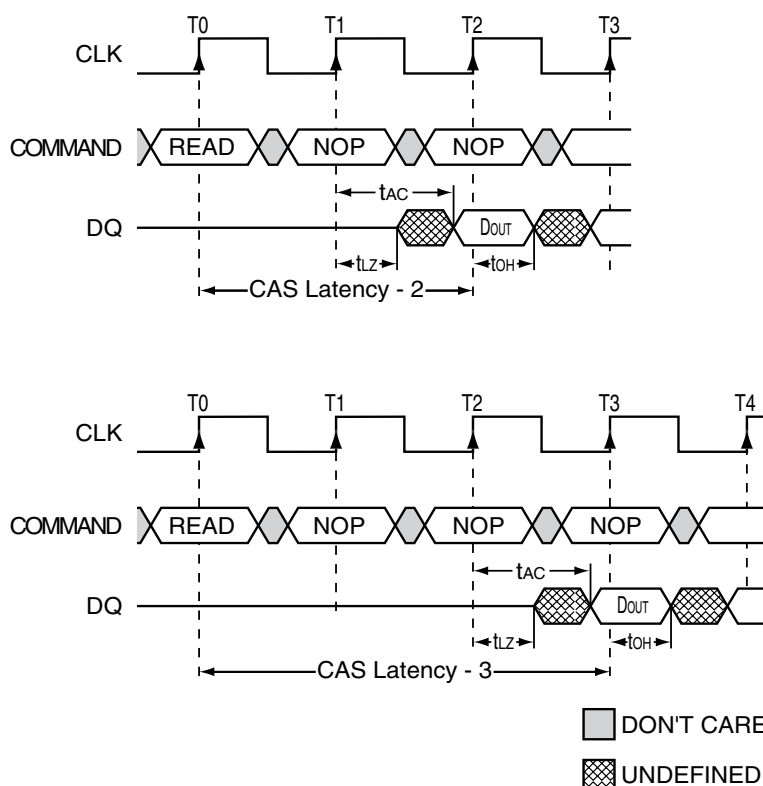 T0 T1 T2 T3
CLK
COMMAND READ NOP NOP
tAC
DQ DOUT
tLZ tOH
CAS Latency - 2
T0 T1 T2 T3 T4
CLK
COMMAND READ NOP NOP NOP
tAC
DQ DOUT
tLZ tOH
CAS Latency - 3
DON'T CARE
UNDEFINED